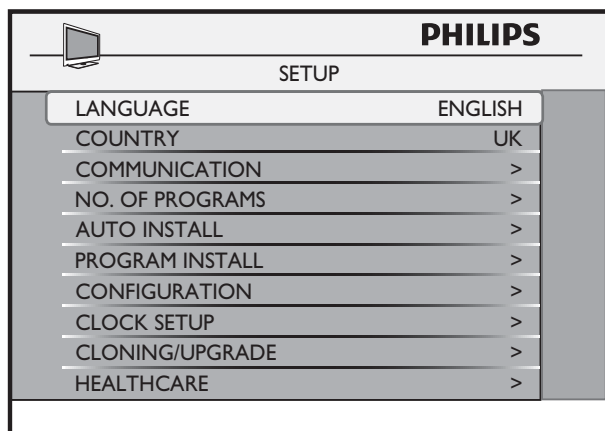 PHILIPS
SETUP
LANGUAGE ENGLISH
COUNTRY UK
COMMUNICATION >
NO. OF PROGRAMS >
AUTO INSTALL >
PROGRAM INSTALL >
CONFIGURATION >
CLOCK SETUP >
CLONING/UPGRADE >
HEALTHCARE >